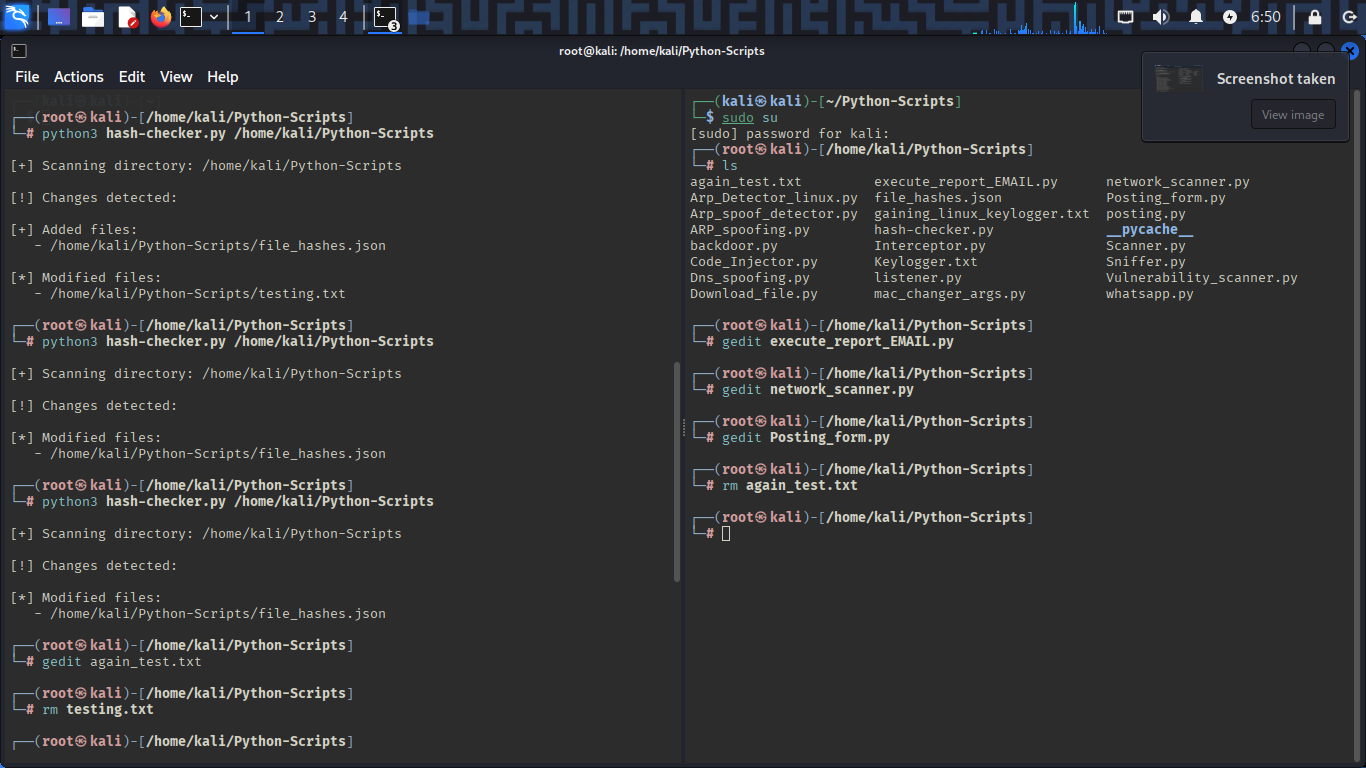 1 2 3 4 3 6:50
root@kali: /home/kali/Python-Scripts
File Actions Edit View Help
Screenshot taken
View image
┌──(root㉿kali)-[/home/kali/Python-Scripts]
└─# python3 hash-checker.py /home/kali/Python-Scripts
[+] Scanning directory: /home/kali/Python-Scripts
[!] Changes detected:
[+] Added files:
- /home/kali/Python-Scripts/file_hashes.json
[*] Modified files:
- /home/kali/Python-Scripts/testing.txt
┌──(root㉿kali)-[/home/kali/Python-Scripts]
└─# python3 hash-checker.py /home/kali/Python-Scripts
[+] Scanning directory: /home/kali/Python-Scripts
[!] Changes detected:
[*] Modified files:
- /home/kali/Python-Scripts/file_hashes.json
┌──(root㉿kali)-[/home/kali/Python-Scripts]
└─# python3 hash-checker.py /home/kali/Python-Scripts
[+] Scanning directory: /home/kali/Python-Scripts
[!] Changes detected:
[*] Modified files:
- /home/kali/Python-Scripts/file_hashes.json
┌──(root㉿kali)-[/home/kali/Python-Scripts]
└─# gedit again_test.txt
┌──(root㉿kali)-[/home/kali/Python-Scripts]
└─# rm testing.txt
┌──(root㉿kali)-[/home/kali/Python-Scripts]
┌──(kali㉿kali)-[~/Python-Scripts]
└─$ sudo su
[sudo] password for kali:
┌──(root㉿kali)-[/home/kali/Python-Scripts]
└─# ls
again_test.txt execute_report_EMAIL.py network_scanner.py
Arp_Detector_linux.py file_hashes.json Posting_form.py
Arp_spoof_detector.py gaining_linux_keylogger.txt posting.py
ARP_spoofing.py hash-checker.py __pycache__
backdoor.py Interceptor.py Scanner.py
Code_Injector.py Keylogger.txt Sniffer.py
Dns_spoofing.py listener.py Vulnerability_scanner.py
Download_file.py mac_changer_args.py whatsapp.py
┌──(root㉿kali)-[/home/kali/Python-Scripts]
└─# gedit execute_report_EMAIL.py
┌──(root㉿kali)-[/home/kali/Python-Scripts]
└─# gedit network_scanner.py
┌──(root㉿kali)-[/home/kali/Python-Scripts]
└─# gedit Posting_form.py
┌──(root㉿kali)-[/home/kali/Python-Scripts]
└─# rm again_test.txt
┌──(root㉿kali)-[/home/kali/Python-Scripts]
└─#